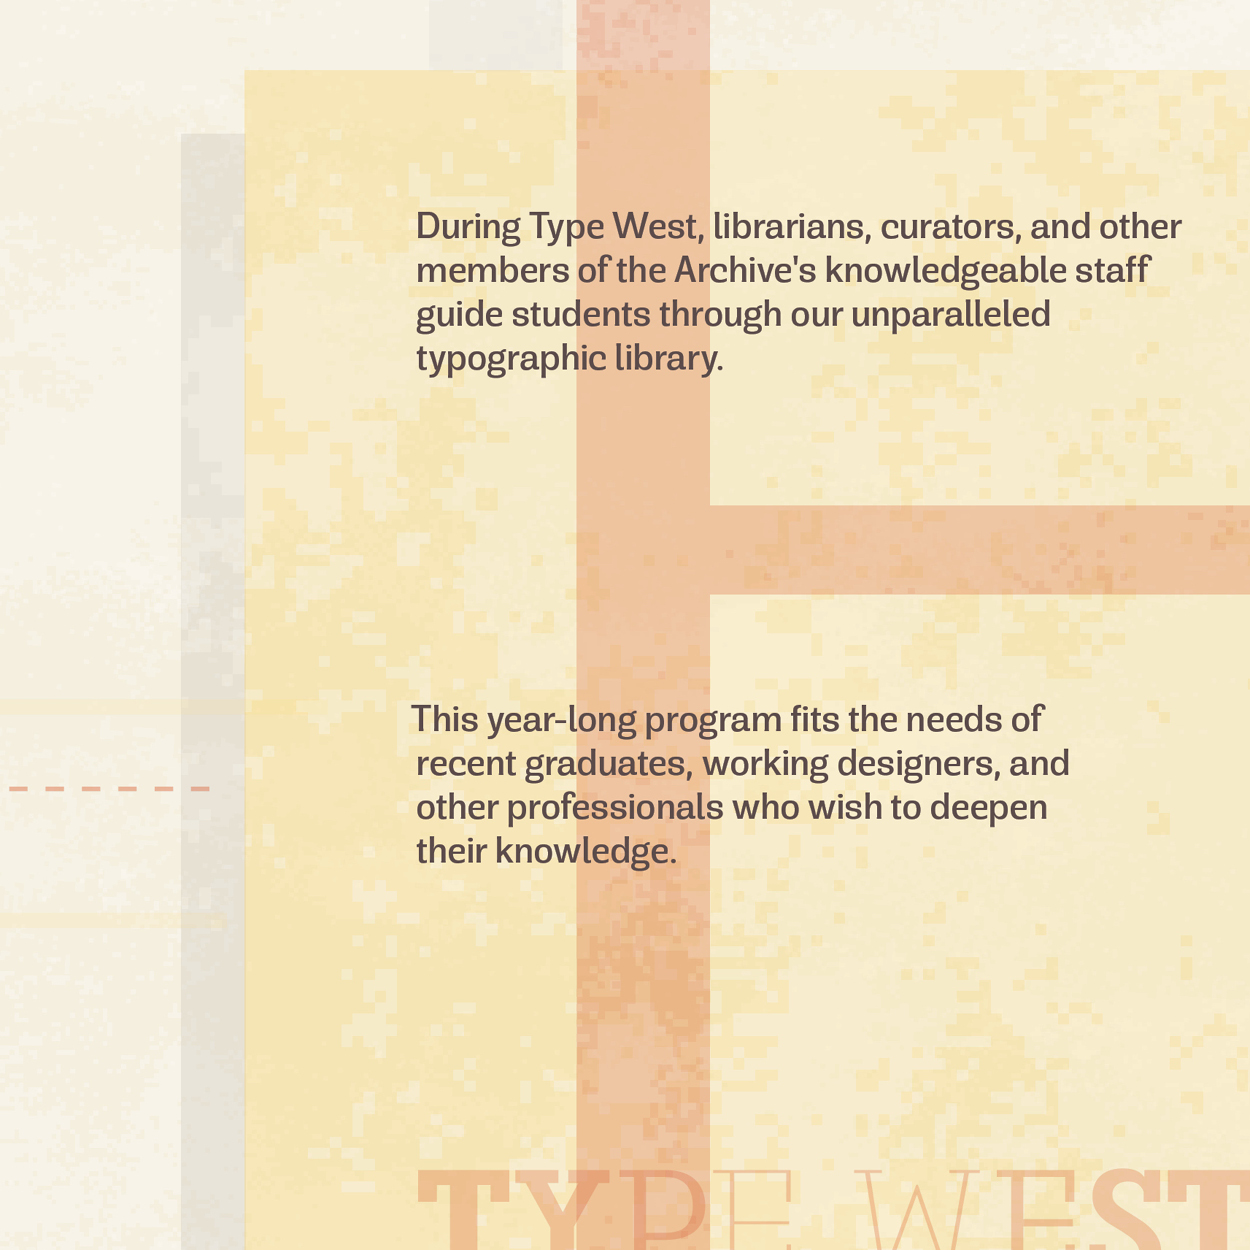 During Type West, librarians, curators, and other
members of the Archive's knowledgeable staff
guide students through our unparalleled
typographic library.
This year-long program fits the needs of
recent graduates, working designers, and
other professionals who wish to deepen
their knowledge.
TYPE WEST